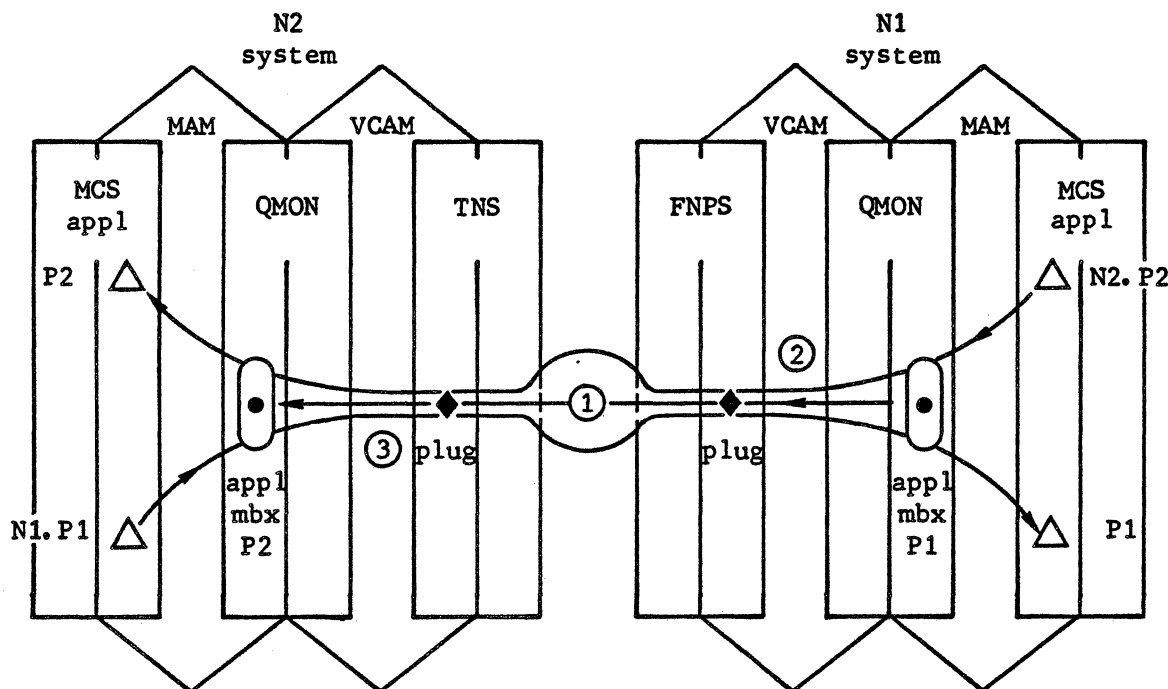 N2
system
N1
system
MAM
VCAM
VCAM
MAM
MCS
appl
QMON
TNS
FNPS
QMON
MCS
appl
P2
N2.P2
2
1
3
plug
plug
appl
mbx
P2
appl
mbx
P1
N1.P1
P1